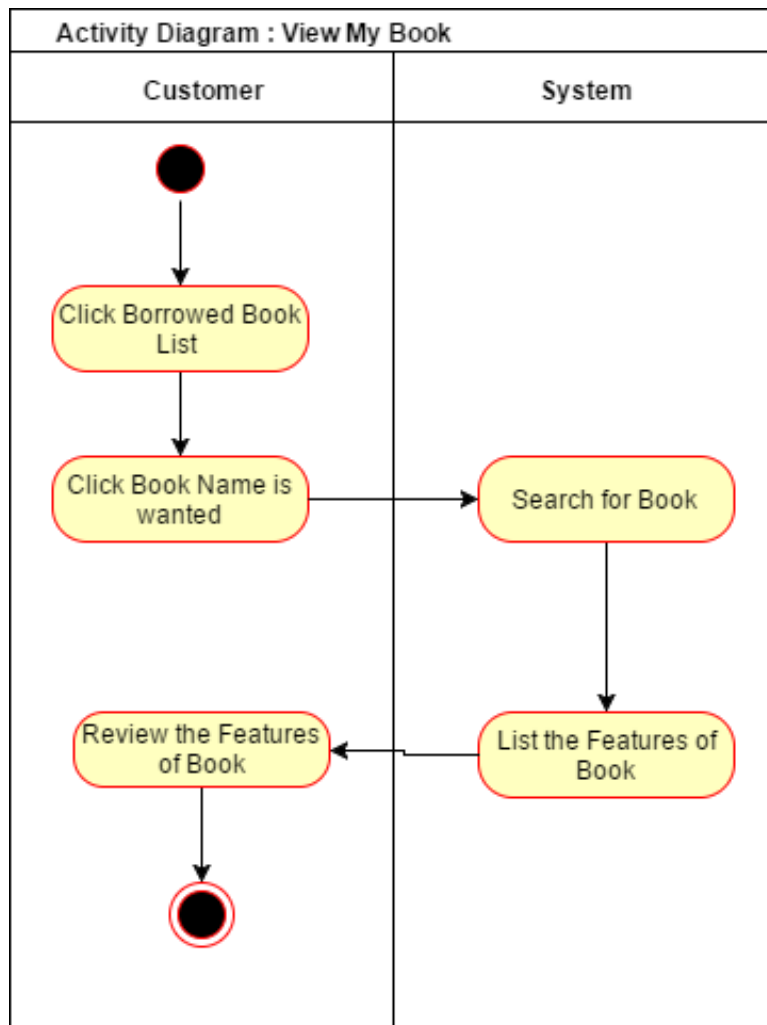 Activity Diagram : View My Book
Customer
System
Click Borrowed Book
List
Click Book Name is
wanted
Search for Book
List the Features of
Book
Review the Features
of Book